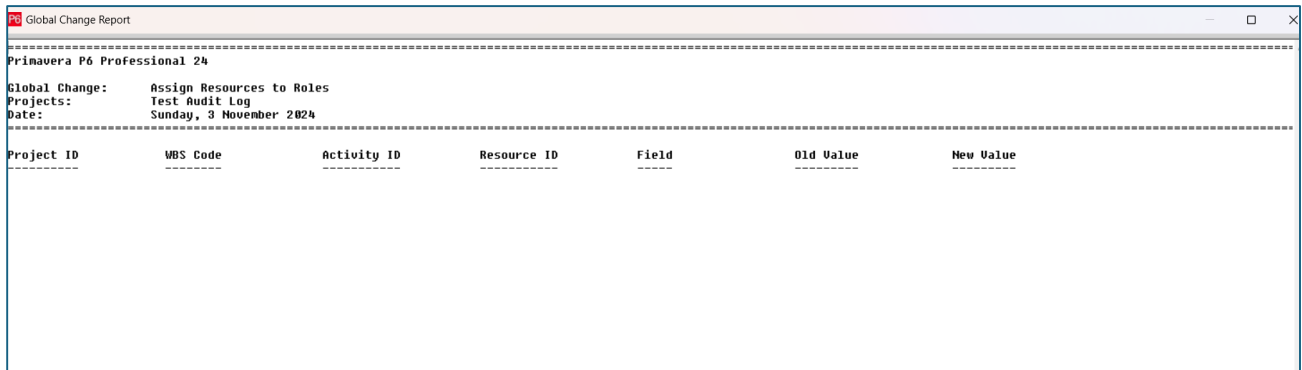 P6 Global Change Report
================================================================================
Primavera P6 Professional 24
Global Change: Assign Resources to Roles
Projects: Test Audit Log
Date: Sunday, 3 November 2024
================================================================================
Project ID WBS Code Activity ID Resource ID Field Old Value New Value
---------- -------- ----------- ----------- ----- --------- ---------